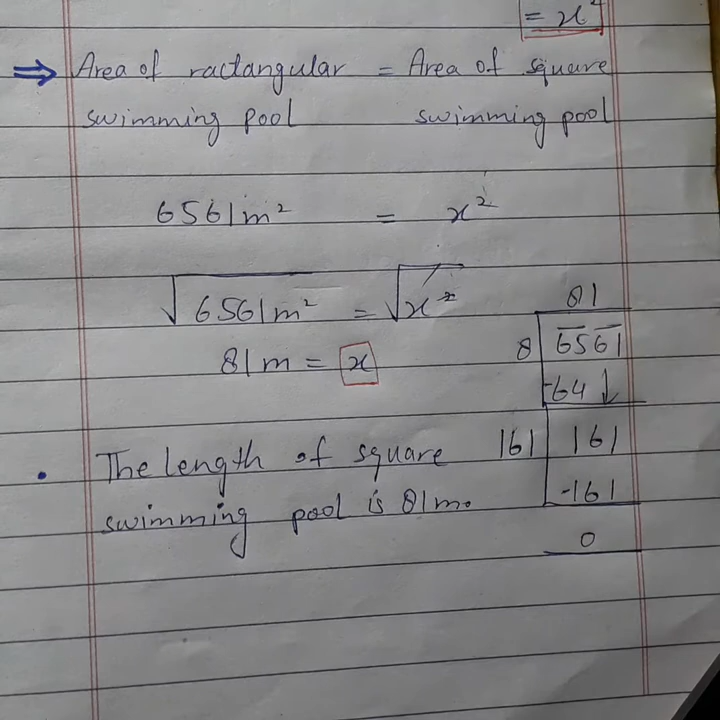 = x²
⇒ Area of ractangular = Area of square
swimming pool swimming pool
6561m² = x²
√6561m² = √x²
81m = x
81
8 6561
-64↓
161 161
-161
0
• The length of square
swimming pool is 81m.